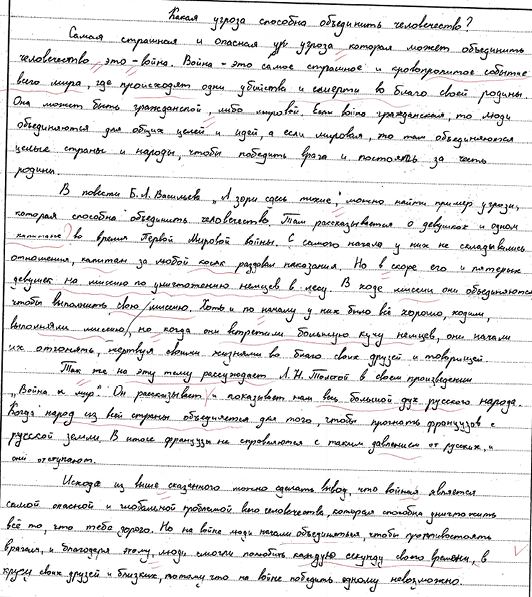 Какая угроза способна объединить человечество?
Самая страшная и опасная угроза, которая может объединить
человечество это – война. Война – это самое страшное и кровопролитое событие
всего мира, где происходят одни убийства и смерти во благо своей родины.
Она может быть гражданской, либо мировой. Если война гражданская, то люди
объединяются для общих целей и идей, а если мировая, то там объединяются
целые страны и народы, чтобы победить врага и постоять за честь
родины.
В повести Б.Л. Васильева „А зори здесь тихие", можно найти пример угрозы,
которая способна объединить человечество. Там рассказывается о девушках и одном
капитане во время Первой Мировой войны. С самого начала у них не складывались
отношения, капитан за любой косяк раздавал наказания. Но в скоре его и пятерых
девушек на миссию по уничтожению немцев в лесу. В ходе миссии они объединяются
чтобы выполнить свою миссию. Хоть и по началу у них было всё хорошо, ходили,
выполняли миссию, но когда они встретили большую кучу немцев, они начали
их отгонять, жертвуя своими жизнями во благо своих друзей и товарищей.
Так же на эту тему рассуждает Л.Н. Толстой в своём произведении
„Война и мир". Он рассказывает и показывает нам весь большой дух русского народа.
Когда народ из всей страны объединяется для того, чтобы прогнать французов с
русской земли. В итоге французы не справляются с таким давлением от русских, и
они отступают.
Исходя из выше сказанного можно сделать вывод, что война является
самой опасной и глобальной проблемой всего человечества, которая способна уничтожить
всё то, что тебе дорого. Но на войне люди начали объединяться, чтобы противостоять
врагам, и благодаря этому, люди смогли полюбить каждую секунду своего времени, в
кругу своих друзей и близких, потому что на войне победить одному невозможно.